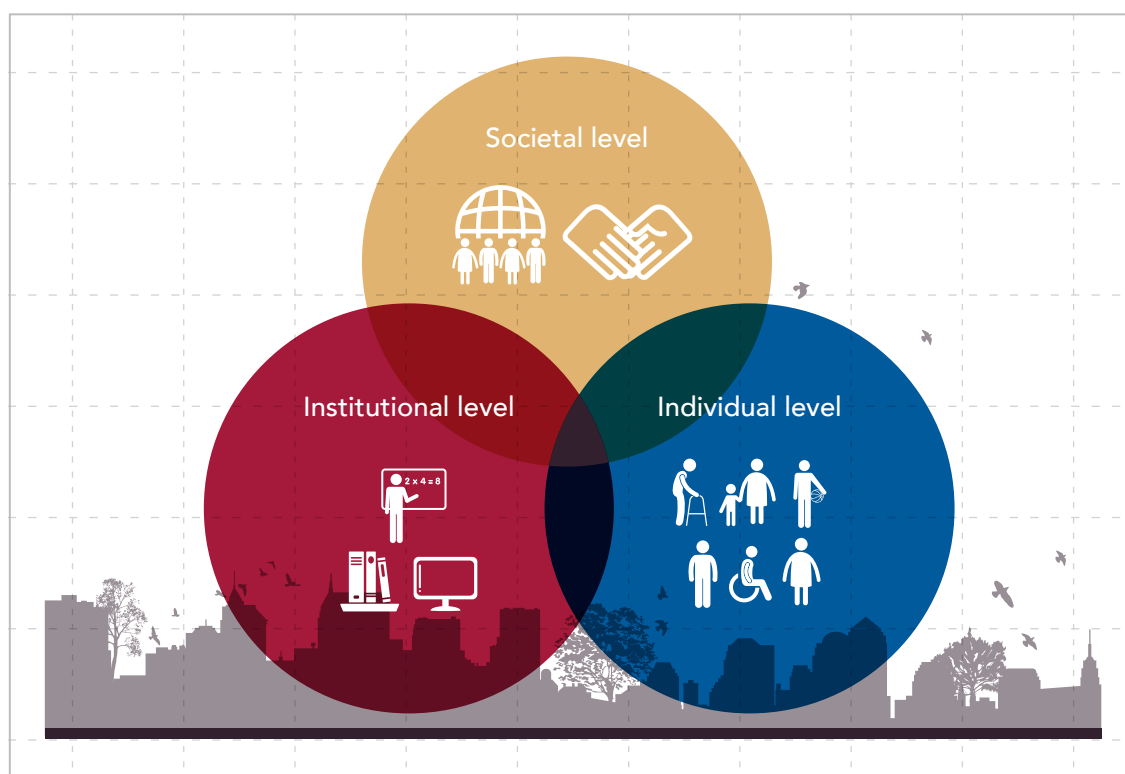 Societal level
Institutional level
Individual level
2 x 4 = 8